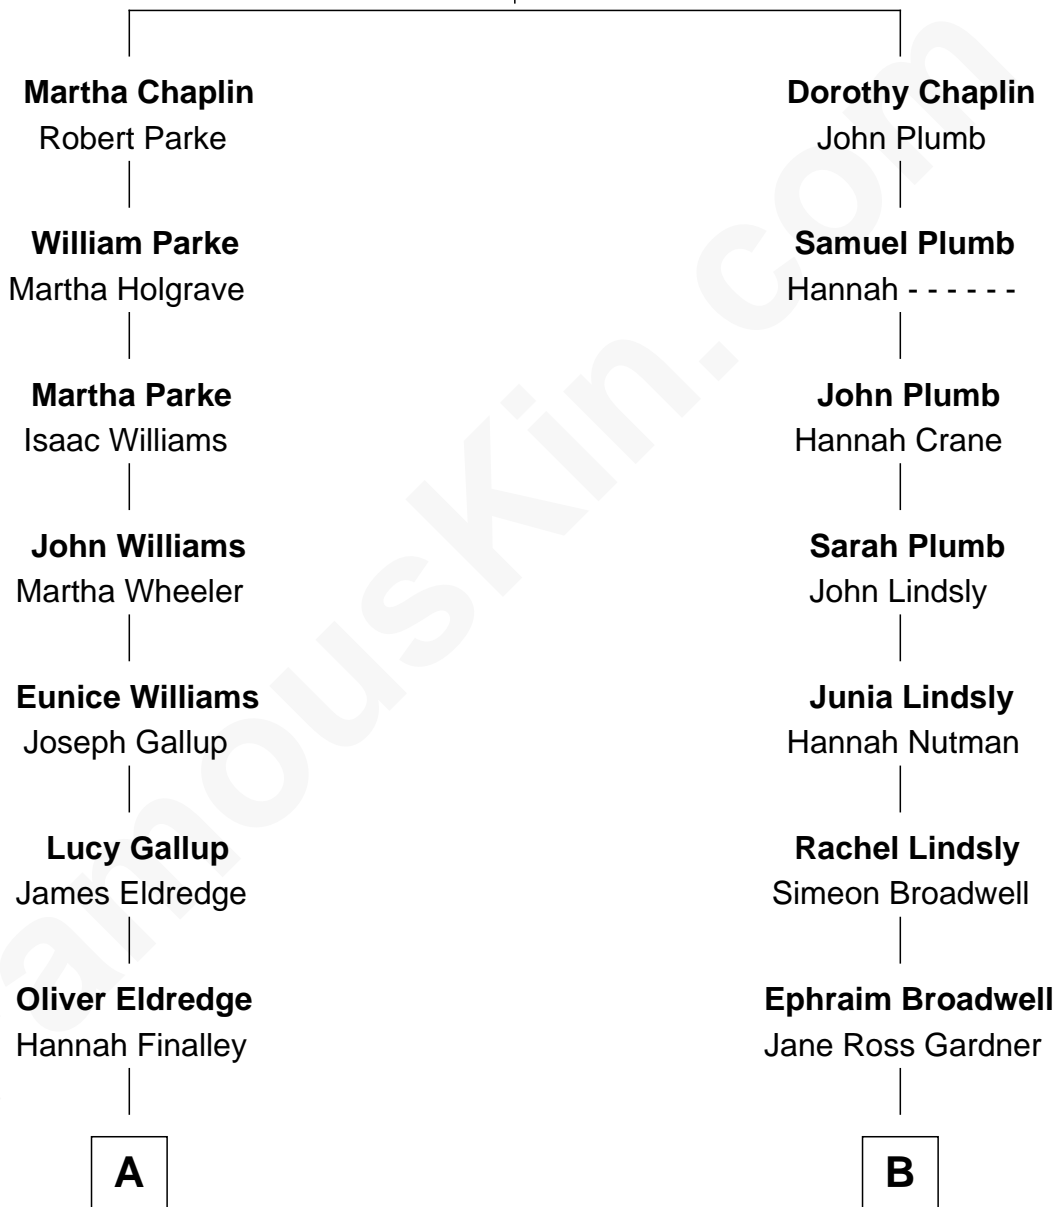 Martha Chaplin
Robert Parke
William Parke
Martha Holgrave
Martha Parke
Isaac Williams
John Williams
Martha Wheeler
Eunice Williams
Joseph Gallup
Lucy Gallup
James Eldredge
Oliver Eldredge
Hannah Finalley
A
Dorothy Chaplin
John Plumb
Samuel Plumb
Hannah - - - - - -
John Plumb
Hannah Crane
Sarah Plumb
John Lindsly
Junia Lindsly
Hannah Nutman
Rachel Lindsly
Simeon Broadwell
Ephraim Broadwell
Jane Ross Gardner
B
amouskin.com